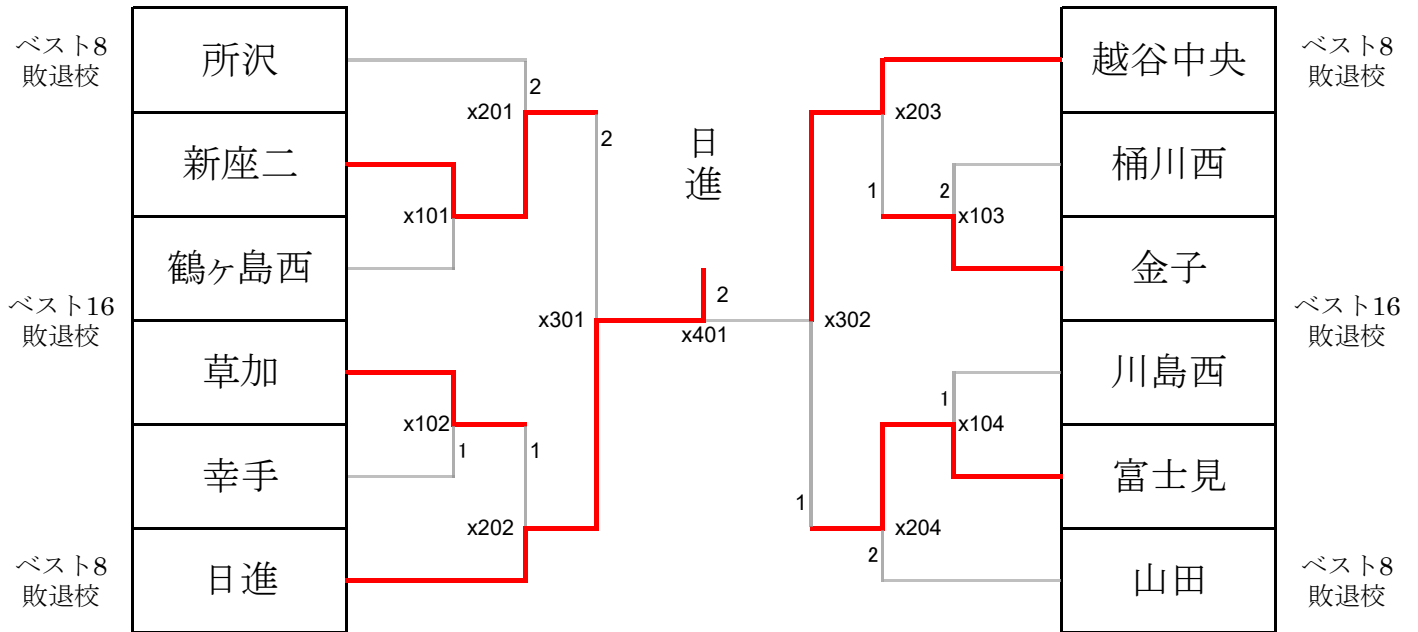 ベスト8
敗退校
所沢
新座二
鶴ヶ島西
ベスト16
敗退校
草加
幸手
ベスト8
敗退校
日進
2
x201
x101
2
x301
x102
1
1
x202
日進
2
x401
x203
1
2
x103
x302
1
x104
1
x204
2
越谷中央
ベスト8
敗退校
桶川西
金子
ベスト16
敗退校
川島西
富士見
山田
ベスト8
敗退校